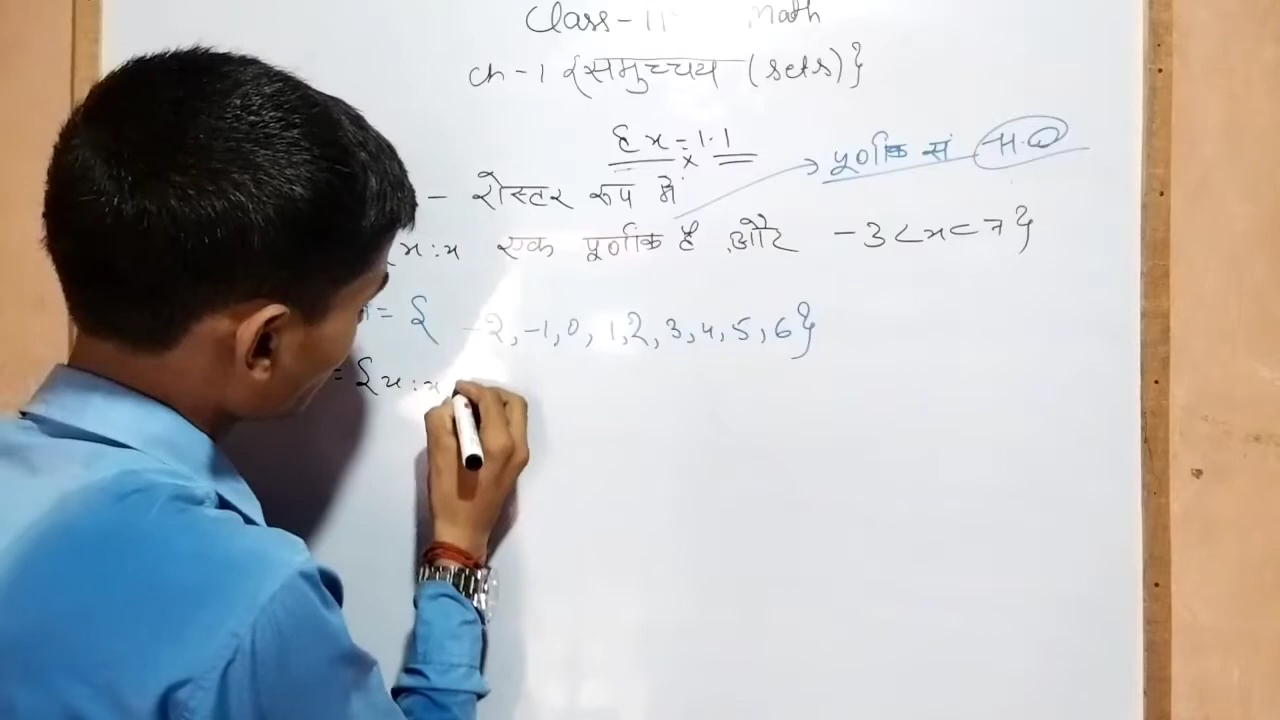 Class-11 Math
Ch-1 {समुच्चय (sets)}
Ex=1.1
पूर्णांक सं H.Q
- रोस्टर रूप में
{x:x एक पूर्णांक है और -3<x<7}
= { -2, -1, 0, 1, 2, 3, 4, 5, 6}
= {x:x